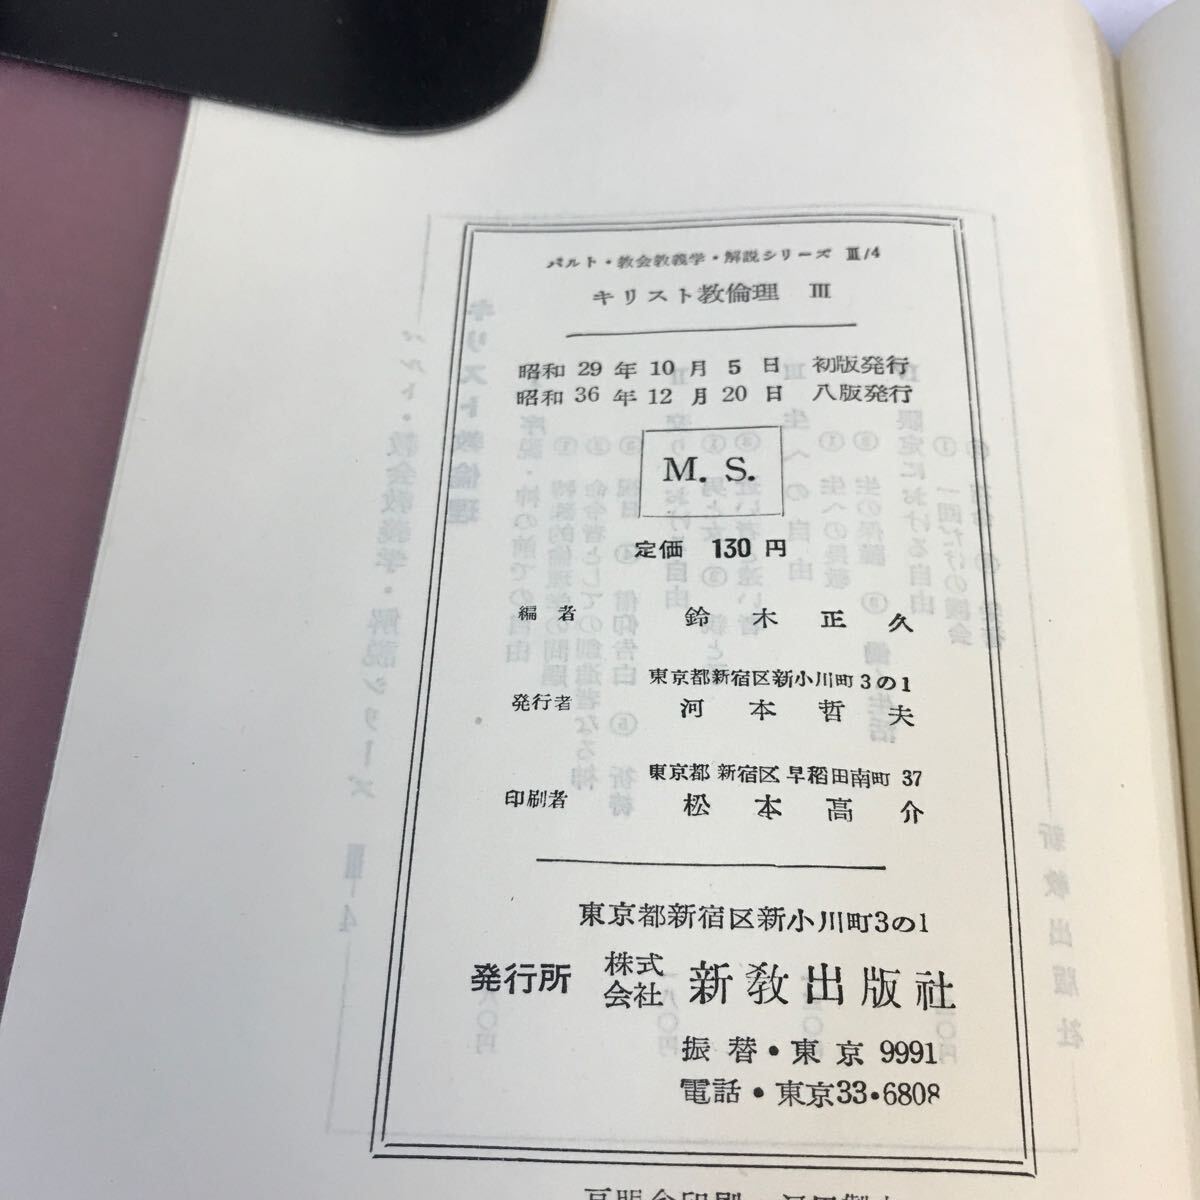 バルト・教会教義学・解説シリーズ Ⅲ/4
キリスト教倫理 Ⅲ
昭和 29 年 10 月 5 日 初版発行
昭和 36 年 12 月 20 日 八版発行
M. S.
定価 130 円
編者 鈴木正久
東京都新宿区新小川町3の1
発行者 河本哲夫
東京都新宿区早稲田南町 37
印刷者 松本高介
東京都新宿区新小川町3の1
発行所 株式会社 新教出版社
振替・東京 9991
電話・東京33・6808